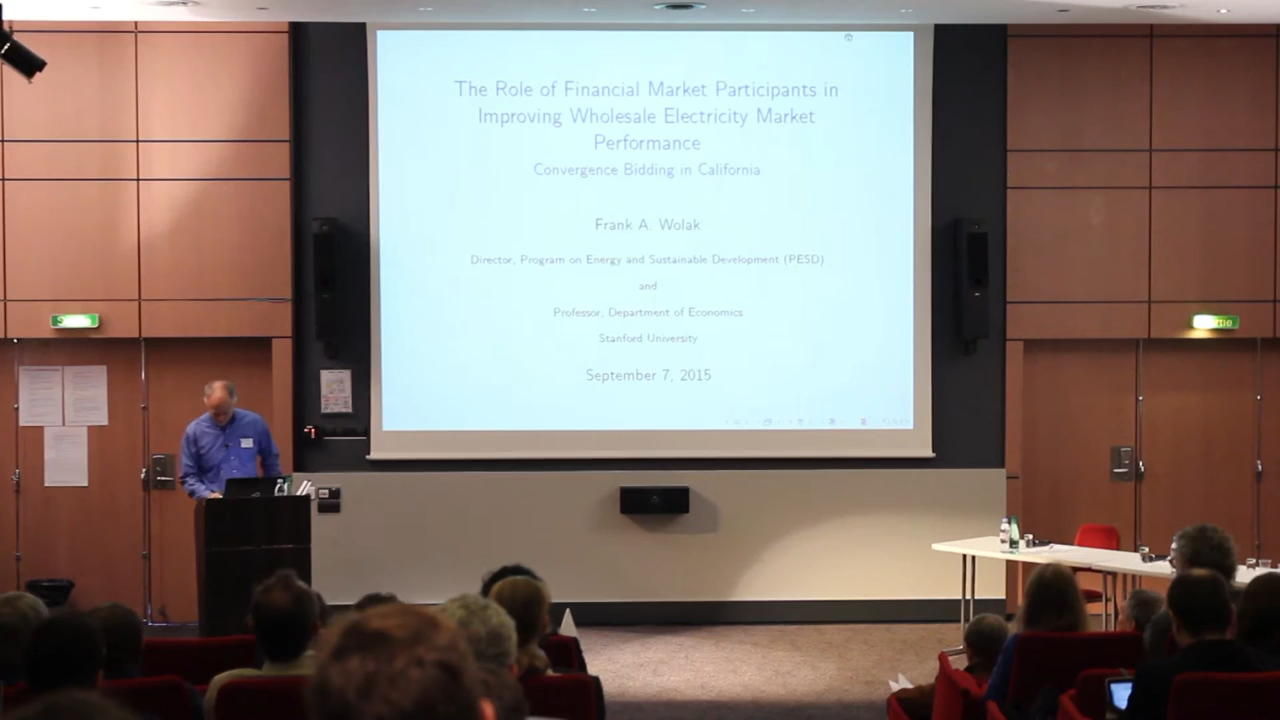 The Role of Financial Market Participants in
Improving Wholesale Electricity Market
Performance
Convergence Bidding in California
Frank A. Wolak
Director, Program on Energy and Sustainable Development (PESD)
and
Professor, Department of Economics
Stanford University
September 7, 2015